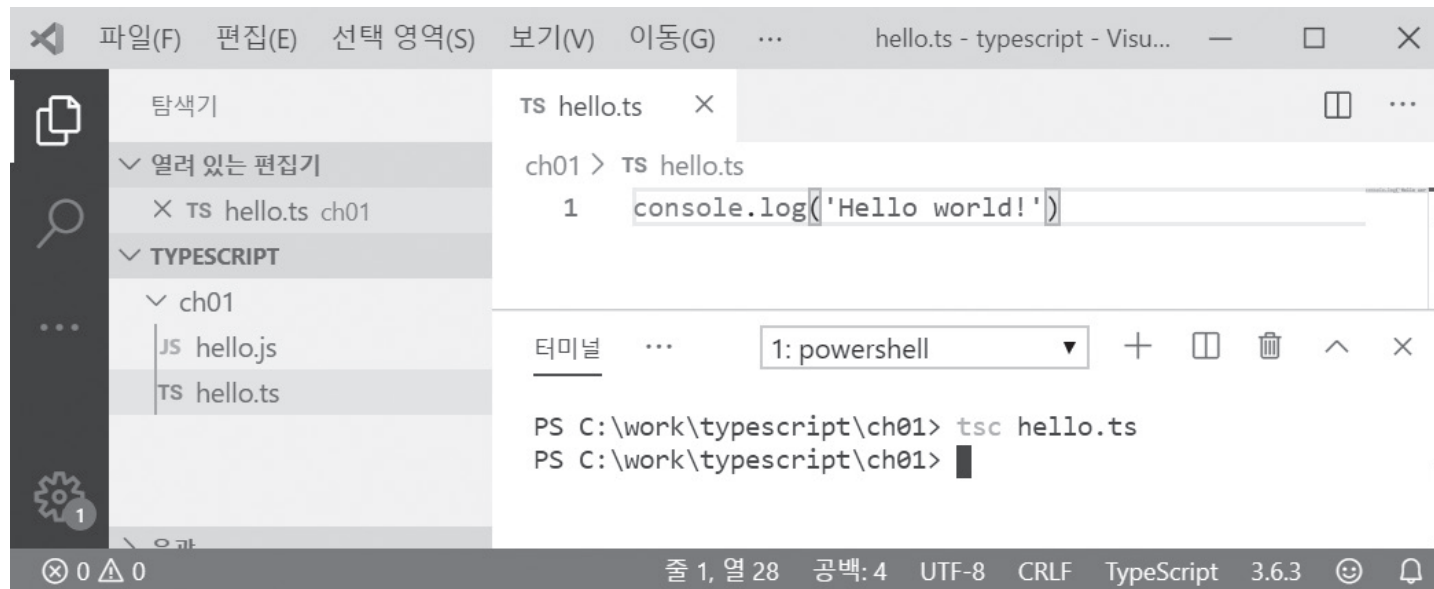 파일(F) 편집(E) 선택 영역(S) 보기(V) 이동(G) ··· hello.ts - typescript - Visu...
탐색기
열려 있는 편집기
TS hello.ts ch01
TYPESCRIPT
ch01
JS hello.js
TS hello.ts
1
TS hello.ts
ch01 > TS hello.ts
1 console.log('Hello world!')
터미널 ··· 1: powershell
PS C:\work\typescript\ch01> tsc hello.ts
PS C:\work\typescript\ch01>
0 0 줄 1, 열 28 공백: 4 UTF-8 CRLF TypeScript 3.6.3